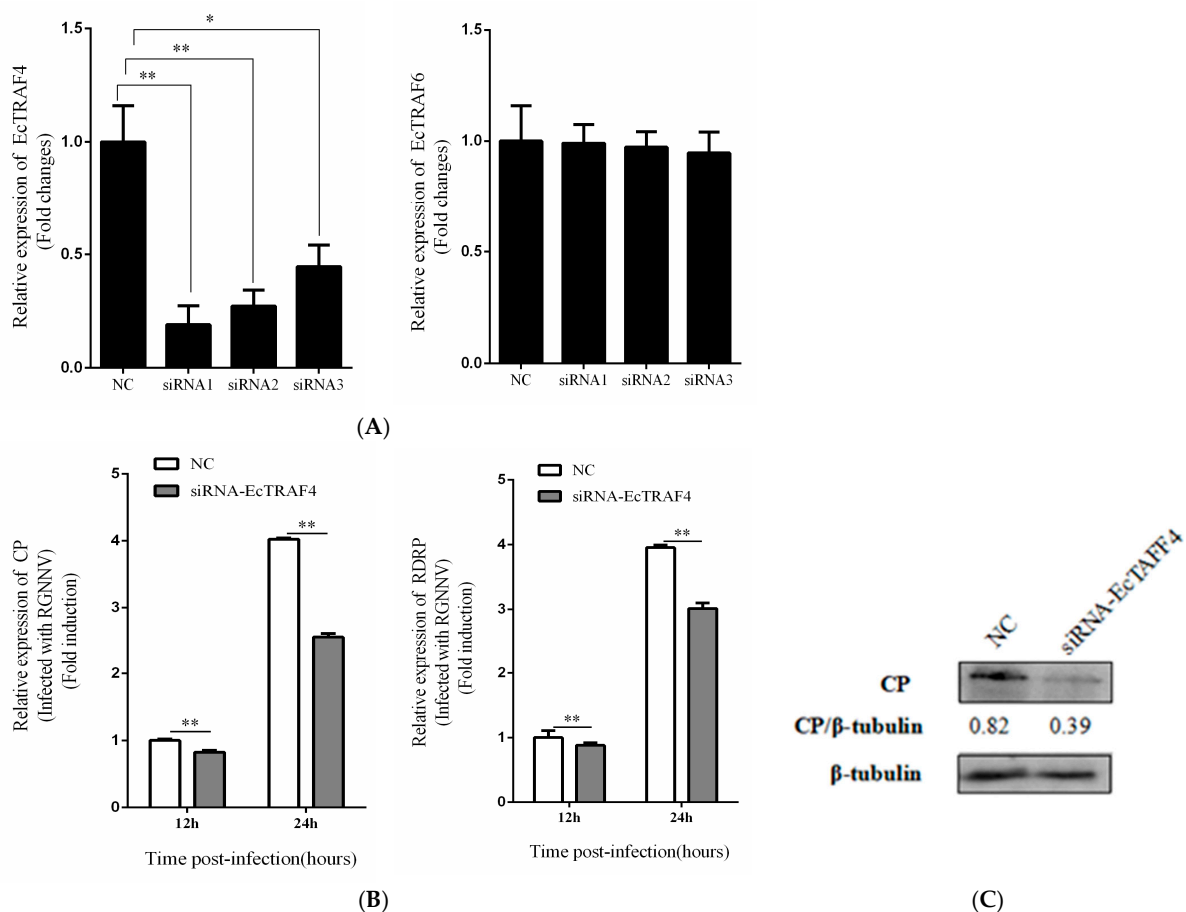 Relative expression of EcTRAF4
(Fold changes)
1.5
1.0
0.5
0.0
*
**
**
NC
siRNA1
siRNA2
siRNA3
Relative expression of EcTRAF6
(Fold changes)
1.5
1.0
0.5
0.0
NC
siRNA1
siRNA2
siRNA3
(A)
Relative expression of CP
(Infected with RGNNV)
(Fold induction)
NC
siRNA-EcTRAF4
5
4
3
2
1
0
**
**
12h
24h
Time post-infection(hours)
Relative expression of RDRP
(Infected with RGNNV)
(Fold induction)
NC
siRNA-EcTRAF4
5
4
3
2
1
0
**
**
12h
24h
Time post-infection(hours)
(B)
NC
siRNA-EcTAFF4
CP
CP/β-tubulin 0.82 0.39
β-tubulin
(C)